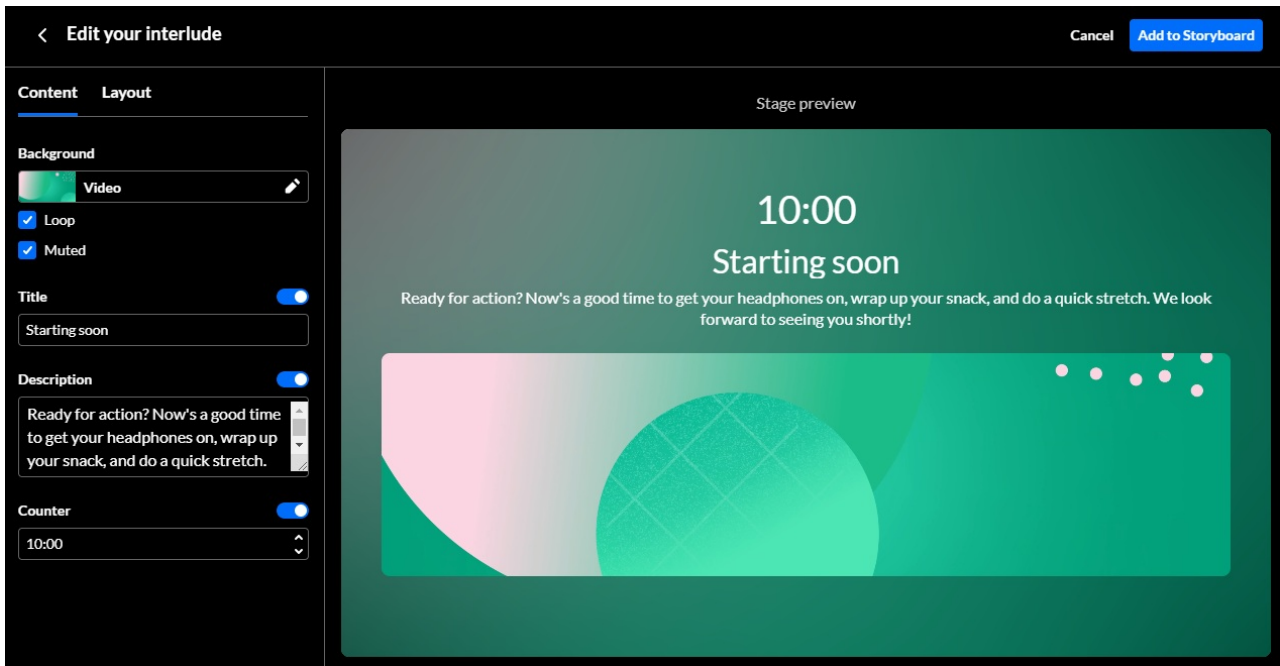 Edit your interlude
Cancel
Add to Storyboard
Content
Layout
Stage preview
Background
Video
Loop
Muted
Title
Starting soon
Description
Ready for action? Now's a good time
to get your headphones on, wrap up
your snack, and do a quick stretch.
Counter
10:00
10:00
Starting soon
Ready for action? Now's a good time to get your headphones on, wrap up your snack, and do a quick stretch. We look
forward to seeing you shortly!